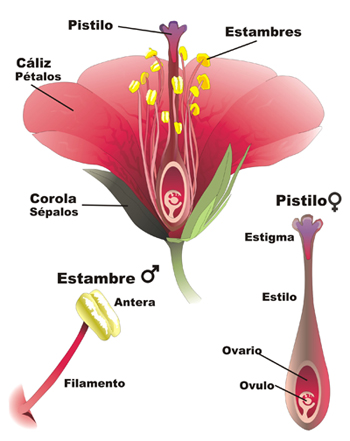 Pistilo
Estambres
Cáliz
Pétalos
Corola
Sépalos
Pistilo♀
Estigma
Estambre ♂
Antera
Estilo
Ovario
Filamento
Ovulo